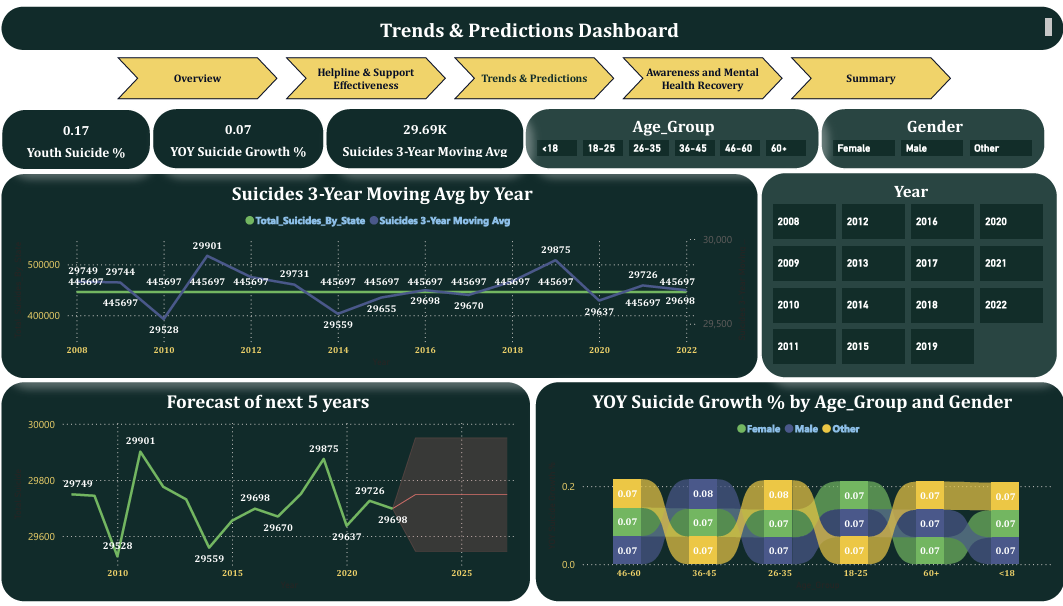 Trends & Predictions Dashboard
Overview
Helpline & Support
Effectiveness
Trends & Predictions
Awareness and Mental
Health Recovery
Summary
0.17
Youth Suicide %
0.07
YOY Suicide Growth %
29.69K
Suicides 3-Year Moving Avg
Age_Group
<18 18-25 26-35 36-45 46-60 60+
Gender
Female Male Other
Suicides 3-Year Moving Avg by Year
Total_Suicides_By_State Suicides 3-Year Moving Avg
30,000
29901
29875
500000
29749 29744 29731 29726
445697 445697 445697 445697 445697 445697 445697 445697
445697 29698 29670 445697 29698
29655 29637
400000
29559
29528
29,500
2008 2010 2012 2014 2016 2018 2020 2022
Year
2008 2012 2016 2020
2009 2013 2017 2021
2010 2014 2018 2022
2011 2015 2019
Forecast of next 5 years
30000
29901
29875
29800
29749
29726
29698
29698
29670
29637
29600
29528
29559
2010 2015 2020 2025
YOY Suicide Growth % by Age_Group and Gender
Female Male Other
0.2
0.07 0.08 0.08 0.07 0.07 0.07
0.07 0.07 0.07 0.07 0.07 0.07
0.07 0.07 0.07 0.07 0.07 0.07
0.0
46-60 36-45 26-35 18-25 60+ <18